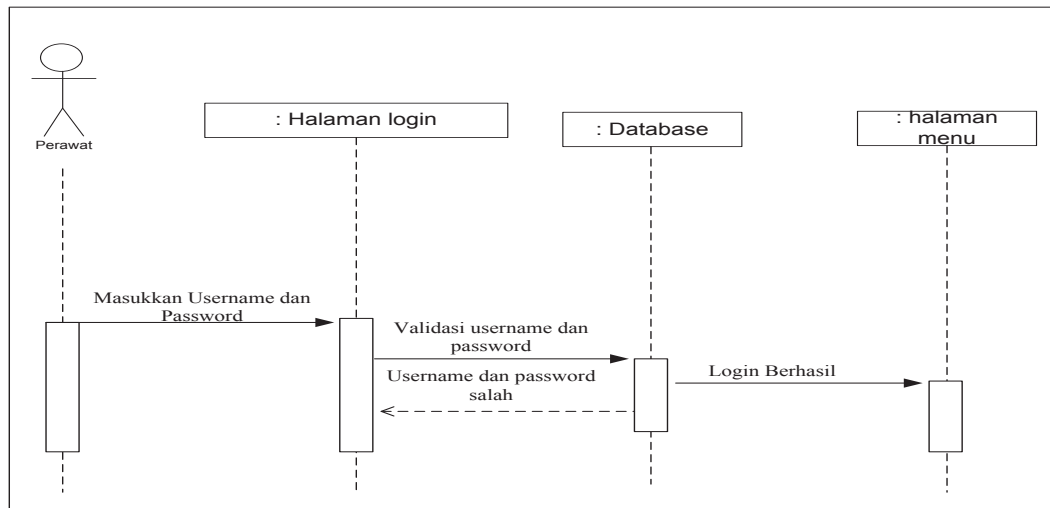 Perawat
: Halaman login
: Database
: halaman
menu
Masukkan Username dan
Password
Validasi username dan
password
Username dan password
salah
Login Berhasil